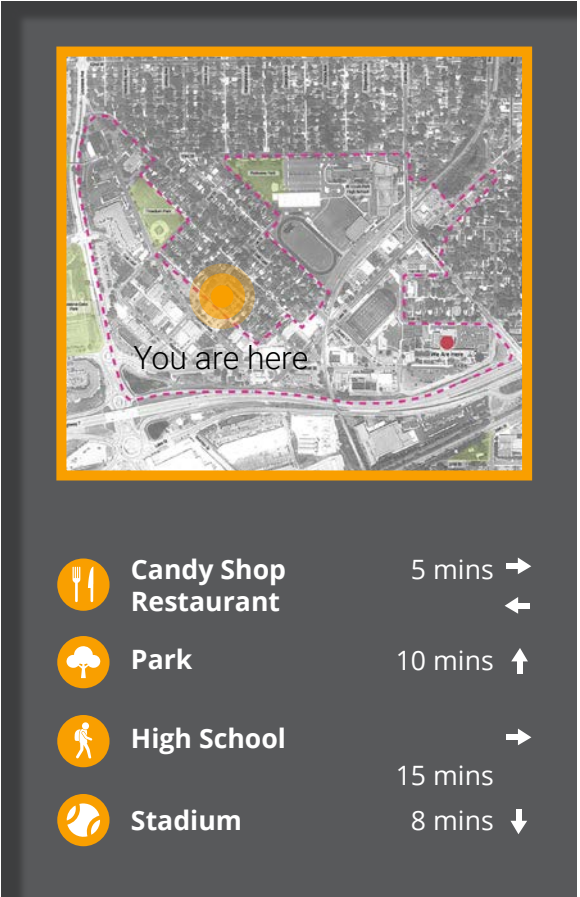 You are here
Candy Shop 5 mins
Restaurant
Park 10 mins
High School
15 mins
Stadium 8 mins